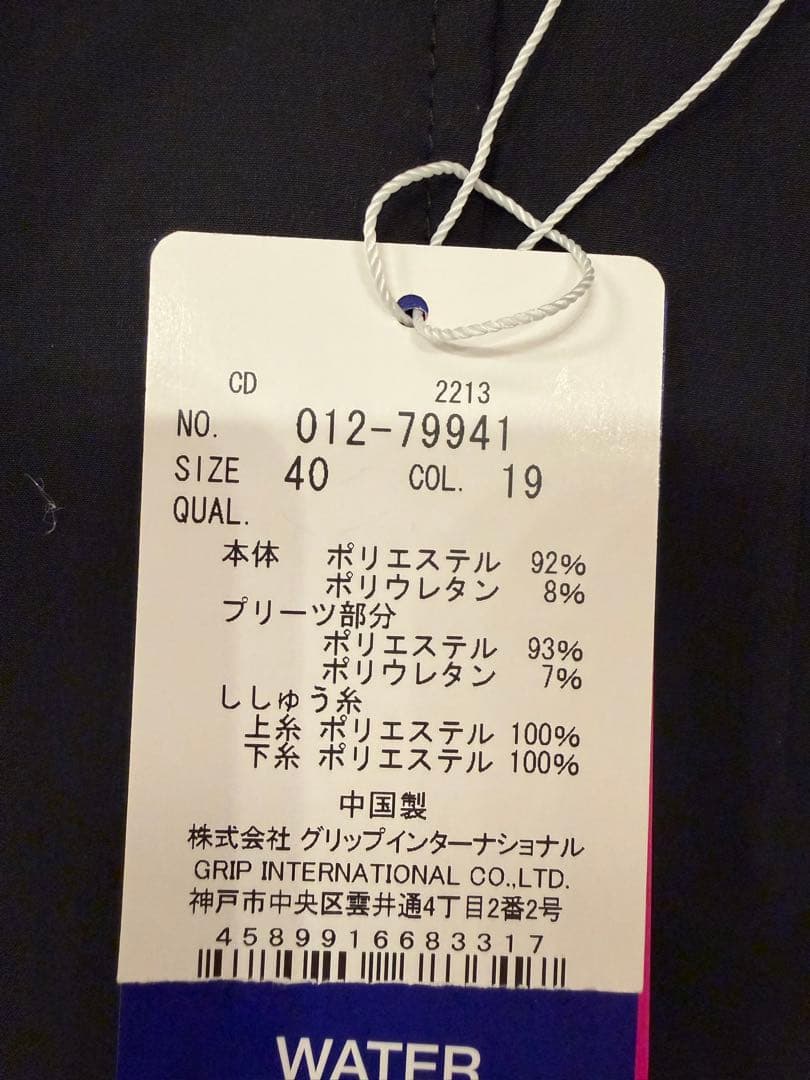 CD 2213
NO. 012-79941
SIZE 40 COL. 19
QUAL.
本体 ポリエステル 92%
ポリウレタン 8%
プリーツ部分
ポリエステル 93%
ポリウレタン 7%
ししゅう糸
上糸 ポリエステル 100%
下糸 ポリエステル 100%
中国製
株式会社 グリップインターナショナル
GRIP INTERNATIONAL CO.,LTD.
神戸市中央区雲井通4丁目2番2号
4589916683317
WATER